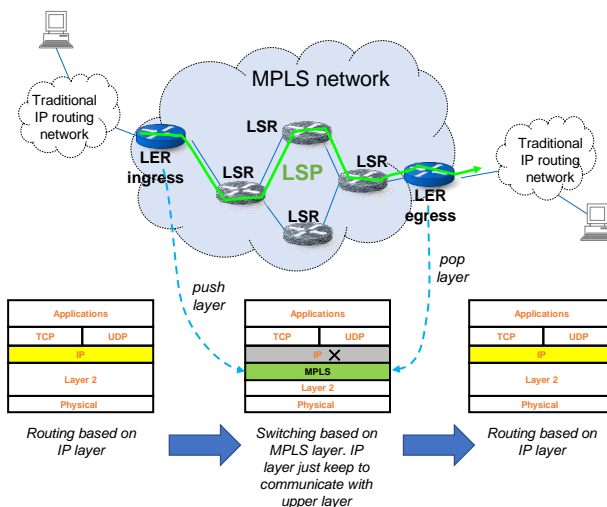 MPLS network
Traditional
IP routing
network
LSR
LER
ingress
LSR
LSP
LSR
LSR
LER
egress
Traditional
IP routing
network
push
layer
pop
layer
Applications
TCP UDP
IP
Layer 2
Physical
Routing based on
IP layer
Applications
TCP UDP
IP
MPLS
Layer 2
Physical
Switching based on
MPLS layer. IP
layer just keep to
communicate with
upper layer
Applications
TCP UDP
IP
Layer 2
Physical
Routing based on
IP layer